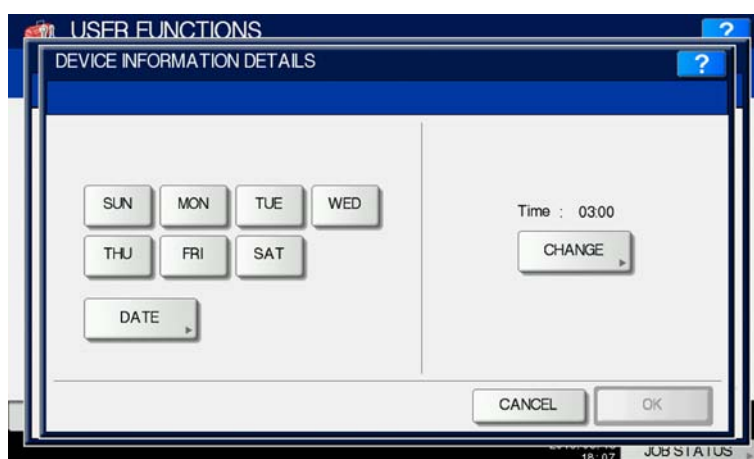 USER FUNCTIONS ?
DEVICE INFORMATION DETAILS ?
SUN MON TUE WED
THU FRI SAT
DATE
Time : 03:00
CHANGE
CANCEL OK
18:07 JOB STATUS